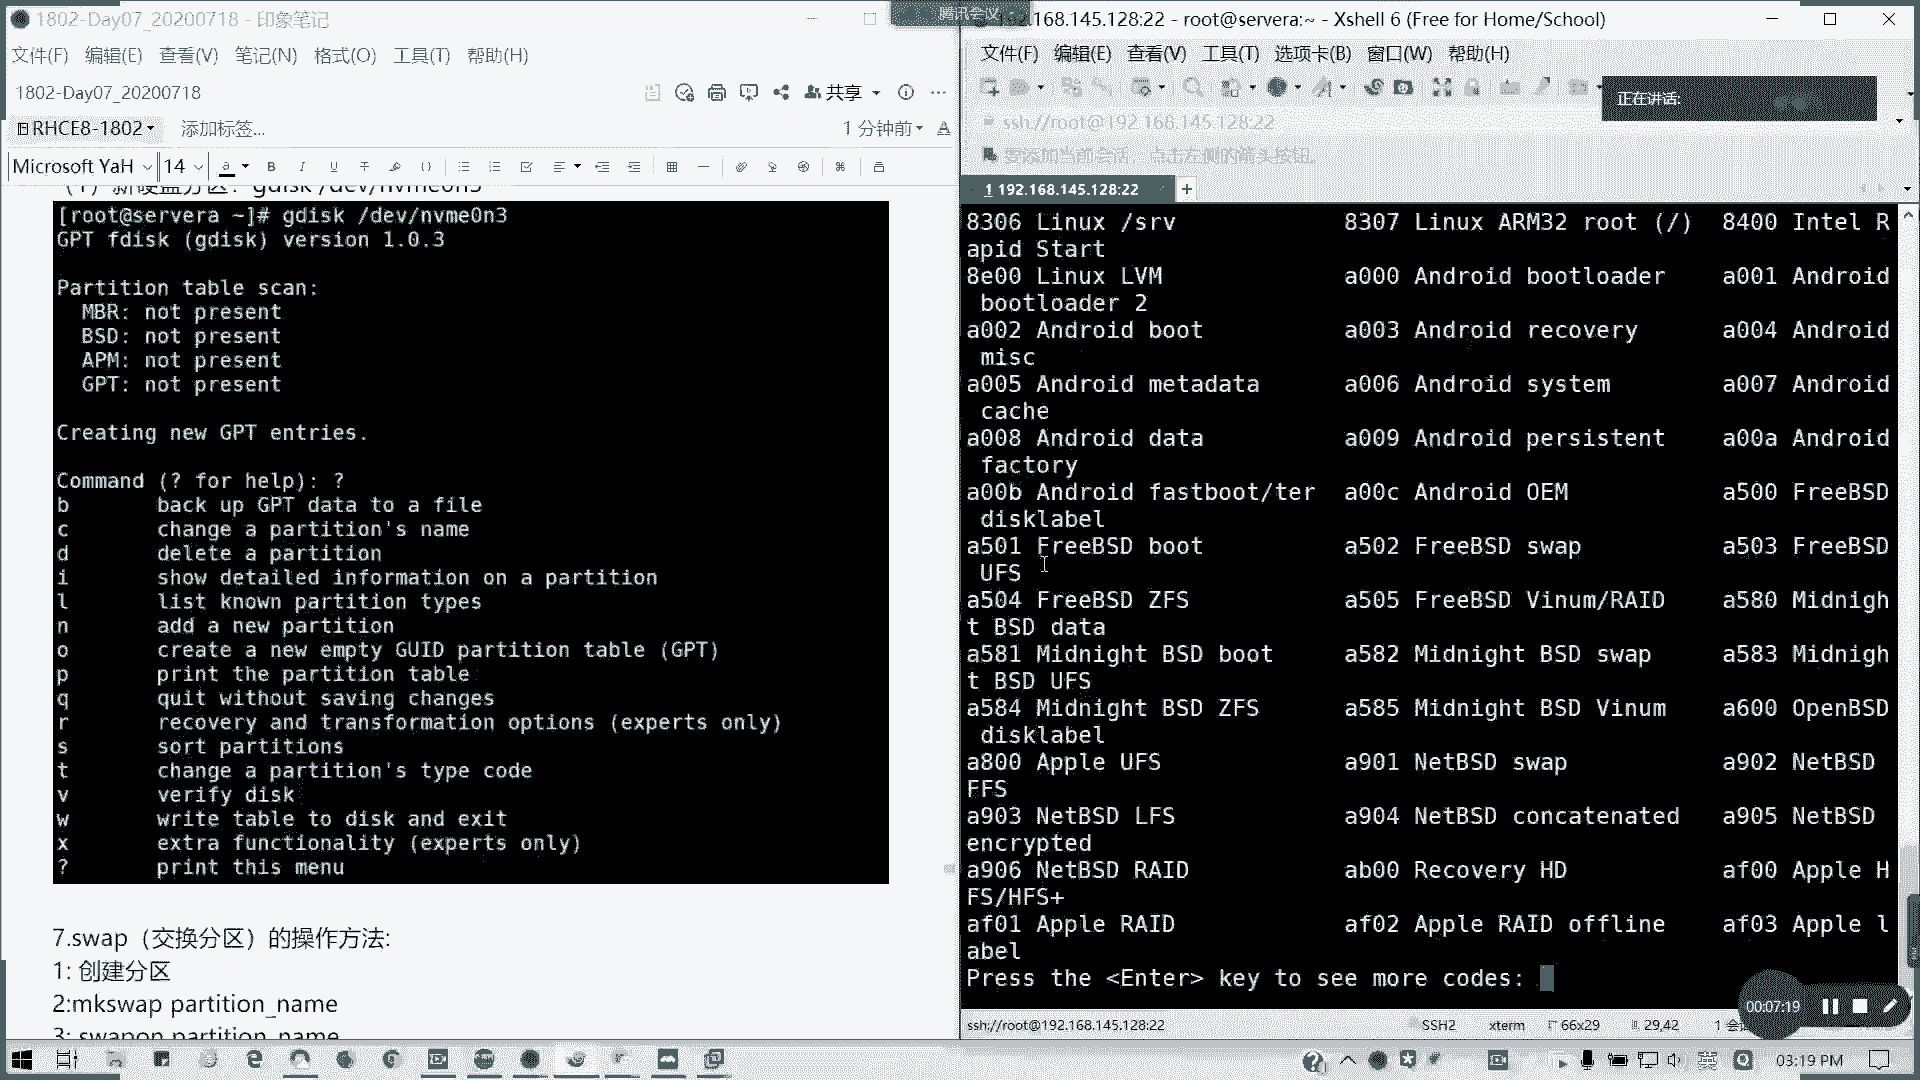 1802-Day07_20200718 - 印象笔记
文件(F) 编辑(E) 查看(V) 笔记(N) 格式(O) 工具(T) 帮助(H)
1802-Day07_20200718
共享
RHCE8-1802 添加标签...
1 分钟前
Microsoft YaH 14
(1) 新硬盘分区：gdisk /dev/nvme0n3
[root@servera ~]# gdisk /dev/nvme0n3
GPT fdisk (gdisk) version 1.0.3
Partition table scan:
MBR: not present
BSD: not present
APM: not present
GPT: not present
Creating new GPT entries.
Command (? for help): ?
b back up GPT data to a file
c change a partition's name
d delete a partition
i show detailed information on a partition
l list known partition types
n add a new partition
o create a new empty GUID partition table (GPT)
p print the partition table
q quit without saving changes
r recovery and transformation options (experts only)
s sort partitions
t change a partition's type code
v verify disk
w write table to disk and exit
x extra functionality (experts only)
? print this menu
7.swap（交换分区）的操作方法:
1: 创建分区
2:mkswap partition_name
3: swapon partition_name
腾讯会议
192.168.145.128:22 - root@servera:~ - Xshell 6 (Free for Home/School)
文件(F) 编辑(E) 查看(V) 工具(T) 选项卡(B) 窗口(W) 帮助(H)
正在讲话:
ssh://root@192.168.145.128:22
要添加当前会话，点击左侧的箭头按钮。
1 192.168.145.128:22
8306 Linux /srv 8307 Linux ARM32 root (/) 8400 Intel R
apid Start
8e00 Linux LVM a000 Android bootloader a001 Android
bootloader 2
a002 Android boot a003 Android recovery a004 Android
misc
a005 Android metadata a006 Android system a007 Android
cache
a008 Android data a009 Android persistent a00a Android
factory
a00b Android fastboot/ter a00c Android OEM a500 FreeBSD
disklabel
a501 FreeBSD boot a502 FreeBSD swap a503 FreeBSD
UFS
a504 FreeBSD ZFS a505 FreeBSD Vinum/RAID a580 Midnigh
t BSD data
a581 Midnight BSD boot a582 Midnight BSD swap a583 Midnigh
t BSD UFS
a584 Midnight BSD ZFS a585 Midnight BSD Vinum a600 OpenBSD
disklabel
a800 Apple UFS a901 NetBSD swap a902 NetBSD
FFS
a903 NetBSD LFS a904 NetBSD concatenated a905 NetBSD
encrypted
a906 NetBSD RAID ab00 Recovery HD af00 Apple H
FS/HFS+
af01 Apple RAID af02 Apple RAID offline af03 Apple l
abel
Press the <Enter> key to see more codes:
00:07:19
ssh://root@192.168.145.128:22 SSH2 xterm 66x29 29,42
英
03:19 PM